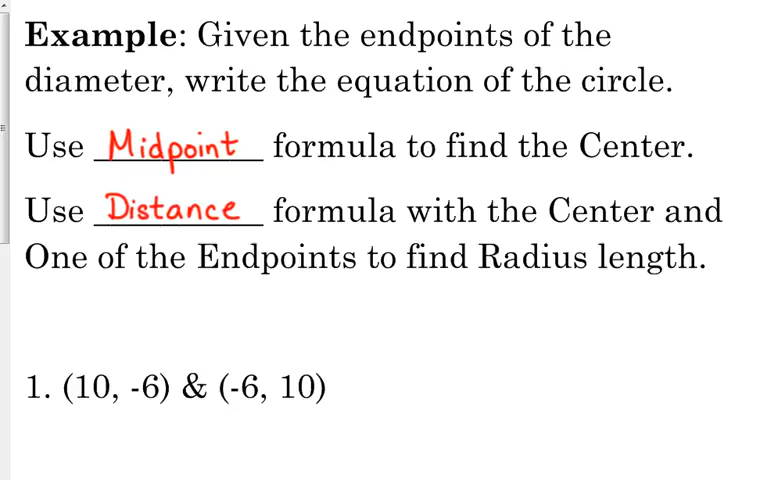 Example: Given the endpoints of the
diameter, write the equation of the circle.
Use Midpoint formula to find the Center.
Use Distance formula with the Center and
One of the Endpoints to find Radius length.
1. (10, -6) & (-6, 10)